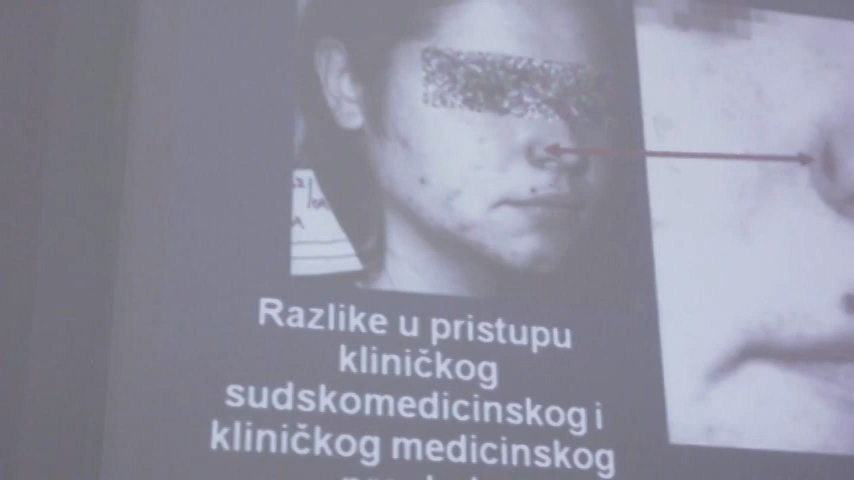 Razlike u pristupu
kliničkog
sudskomedicinskog i
kliničkog medicinskog